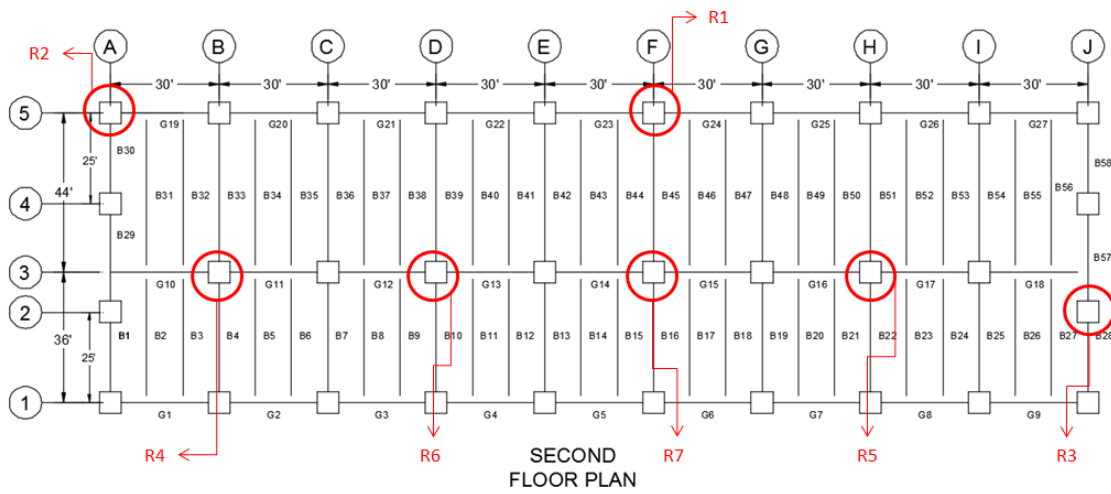 R1
R2
A B C D E F G H I J
30' 30' 30' 30' 30' 30' 30' 30' 30'
5
G19 G20 G21 G22 G23 G24 G25 G26 G27
B30
25'
B58
44'
B31 B32 B33 B34 B35 B36 B37 B38 B39 B40 B41 B42 B43 B44 B45 B46 B47 B48 B49 B50 B51 B52 B53 B54 B55 B56
4
B29
B57
3
G10 G11 G12 G13 G14 G15 G16 G17 G18
2
36'
B1 B2 B3 B4 B5 B6 B7 B8 B9 B10 B11 B12 B13 B14 B15 B16 B17 B18 B19 B20 B21 B22 B23 B24 B25 B26 B27 B28
25'
1
G1 G2 G3 G4 G5 G6 G7 G8 G9
R4 R6 R7 R5 R3
SECOND
FLOOR PLAN